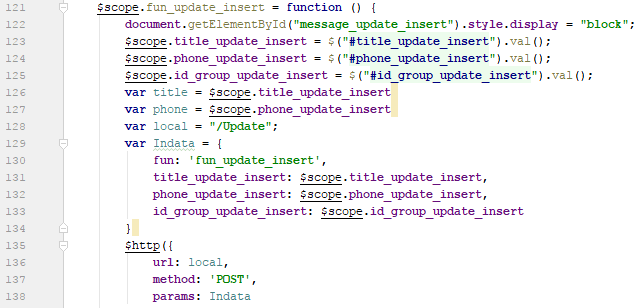 121 $scope.fun_update_insert = function () {
122 document.getElementById("message_update_insert").style.display = "block";
123 $scope.title_update_insert = $("#title_update_insert").val();
124 $scope.phone_update_insert = $("#phone_update_insert").val();
125 $scope.id_group_update_insert = $("#id_group_update_insert").val();
126 var title = $scope.title_update_insert
127 var phone = $scope.phone_update_insert
128 var local = "/Update";
129 var Indata = {
130 fun: 'fun_update_insert',
131 title_update_insert: $scope.title_update_insert,
132 phone_update_insert: $scope.phone_update_insert,
133 id_group_update_insert: $scope.id_group_update_insert
134 }
135 $http({
136 url: local,
137 method: 'POST',
138 params: Indata